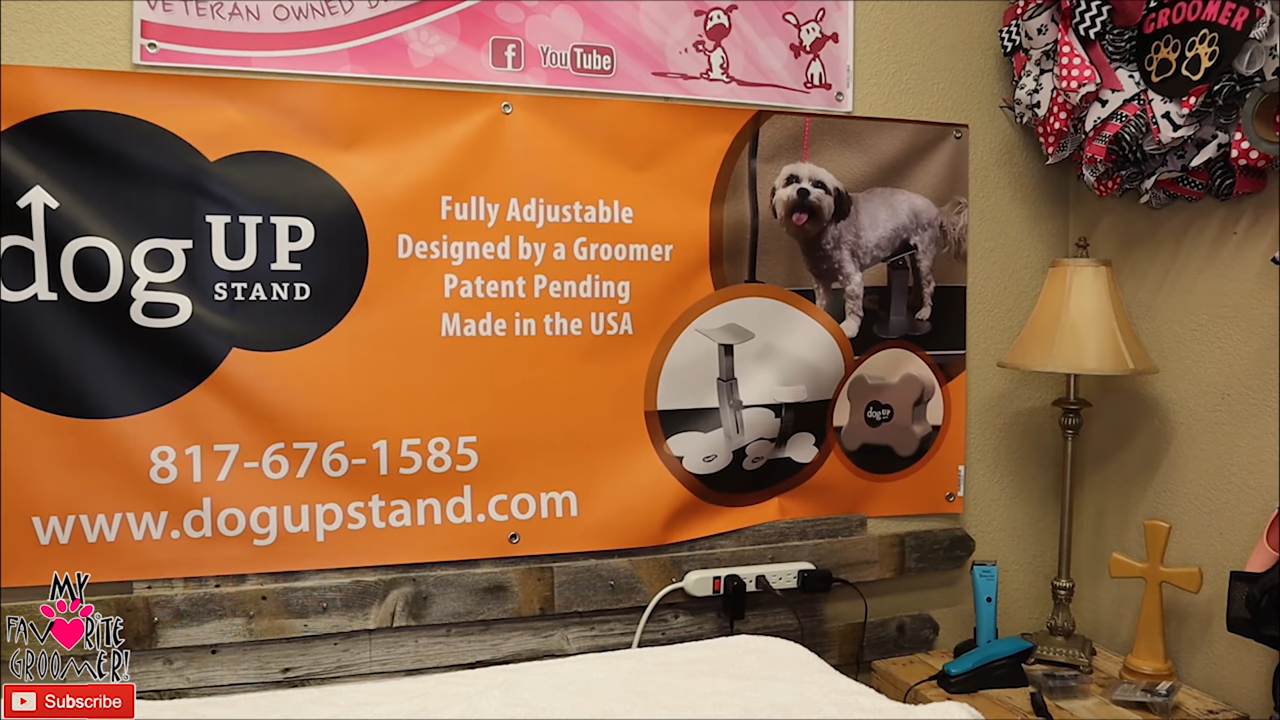 VETERAN OWNED
f YouTube
GROOMER
dog UP
STAND
Fully Adjustable
Designed by a Groomer
Patent Pending
Made in the USA
dog UP
817-676-1585
www.dogupstand.com
MY
FAVORITE
GROOMER!
Subscribe